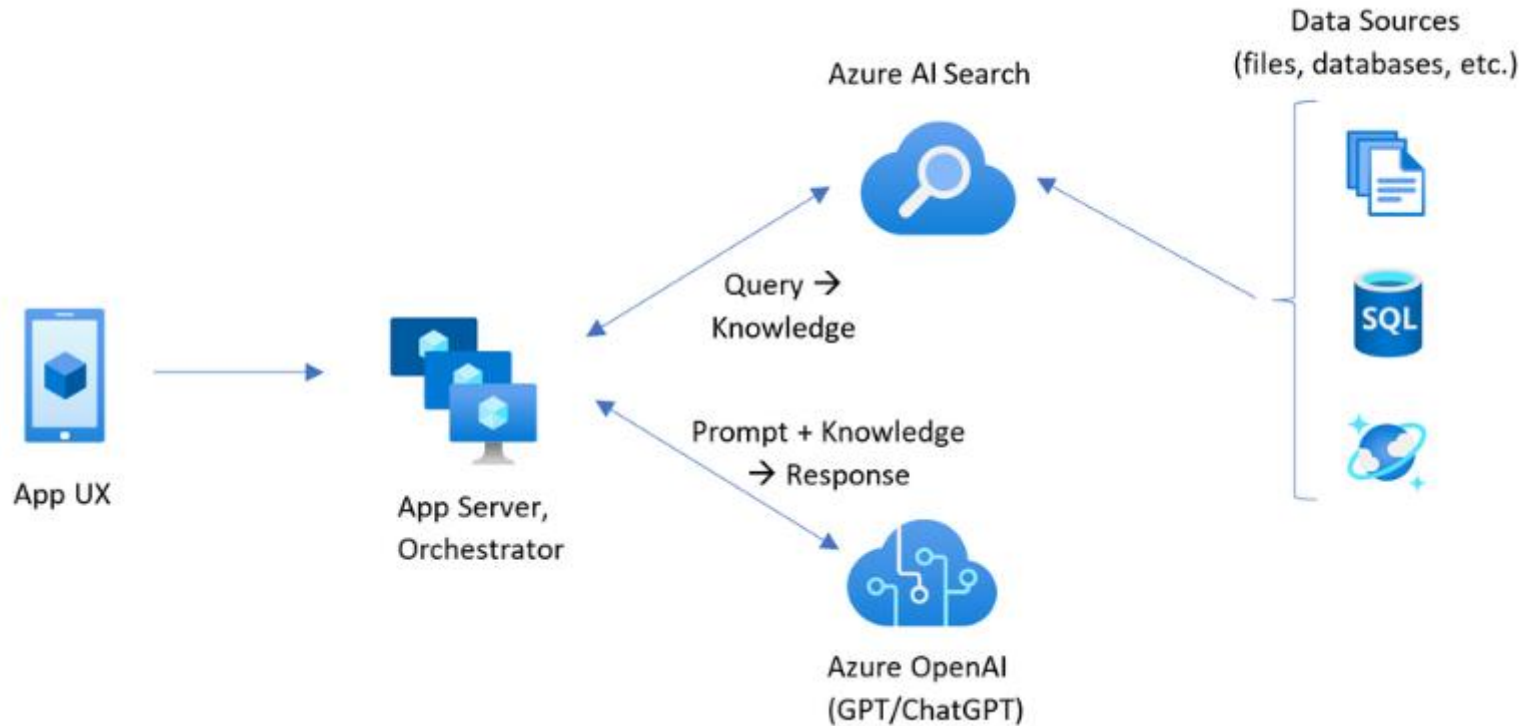 Data Sources
(files, databases, etc.)
Azure AI Search
Query →
Knowledge
SQL
Prompt + Knowledge
→ Response
App UX
App Server,
Orchestrator
Azure OpenAI
(GPT/ChatGPT)